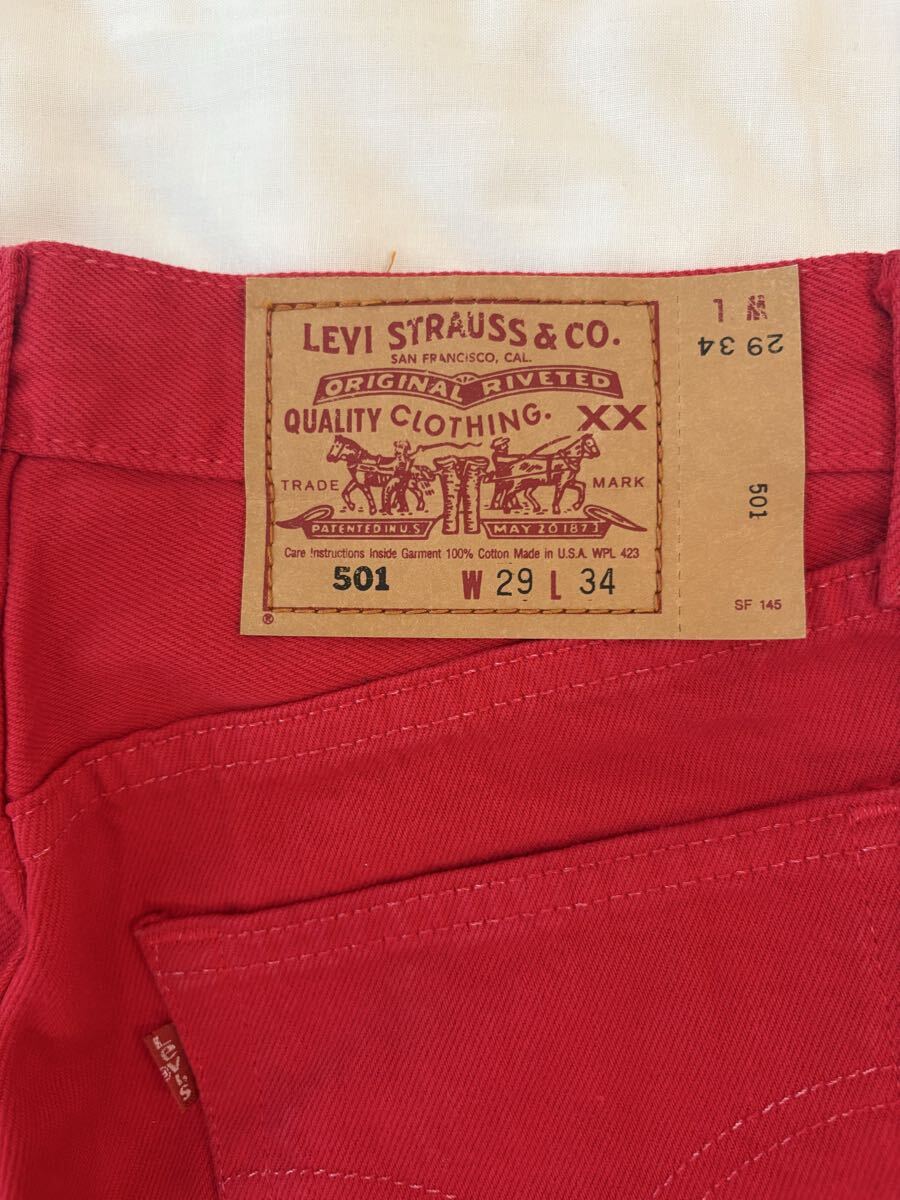 LEVI STRAUSS & CO.
SAN FRANCISCO, CAL.
ORIGINAL RIVETED
QUALITY CLOTHING. XX
TRADE MARK
PATENTED IN U.S MAY 20 1873
Care Instructions Inside Garment 100% Cotton Made in U.S.A. WPL 423
501 W 29 L 34
®
W L
29 34
501
SF 145
Levi's
®